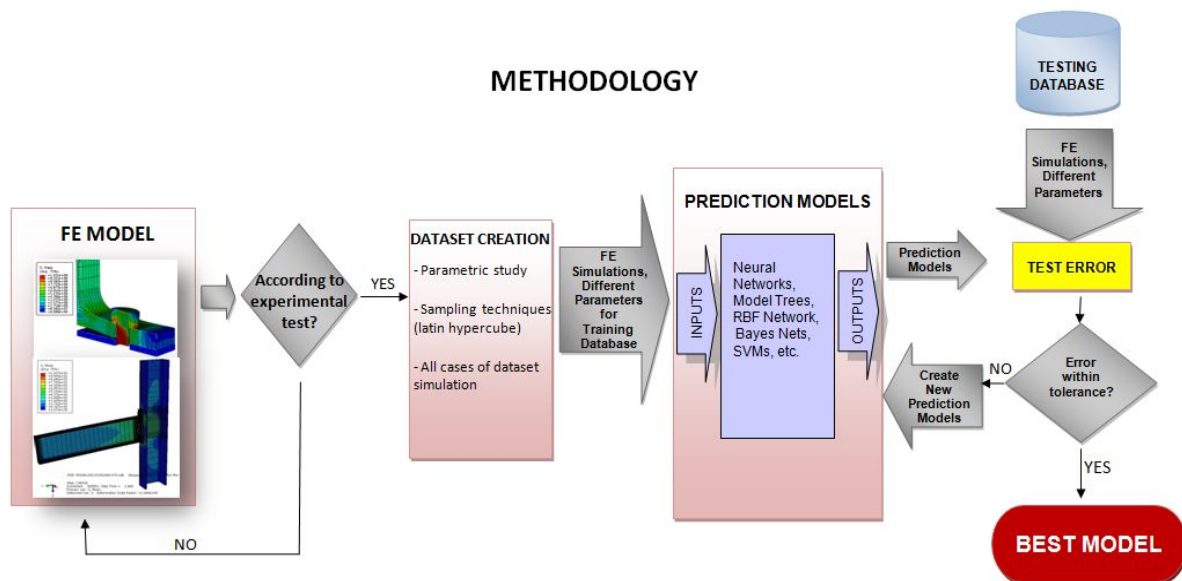 METHODOLOGY
TESTING
DATABASE
FE
Simulations,
Different
Parameters
FE MODEL
According to
experimental
test?
YES
NO
DATASET CREATION
- Parametric study
- Sampling techniques
(latin hypercube)
- All cases of dataset
simulation
FE
Simulations,
Different
Parameters
for
Training
Database
PREDICTION MODELS
INPUTS
Neural
Networks,
Model Trees,
RBF Network,
Bayes Nets,
SVMs, etc.
OUTPUTS
Prediction
Models
TEST ERROR
Error
within
tolerance?
NO
Create
New
Prediction
Models
YES
BEST MODEL